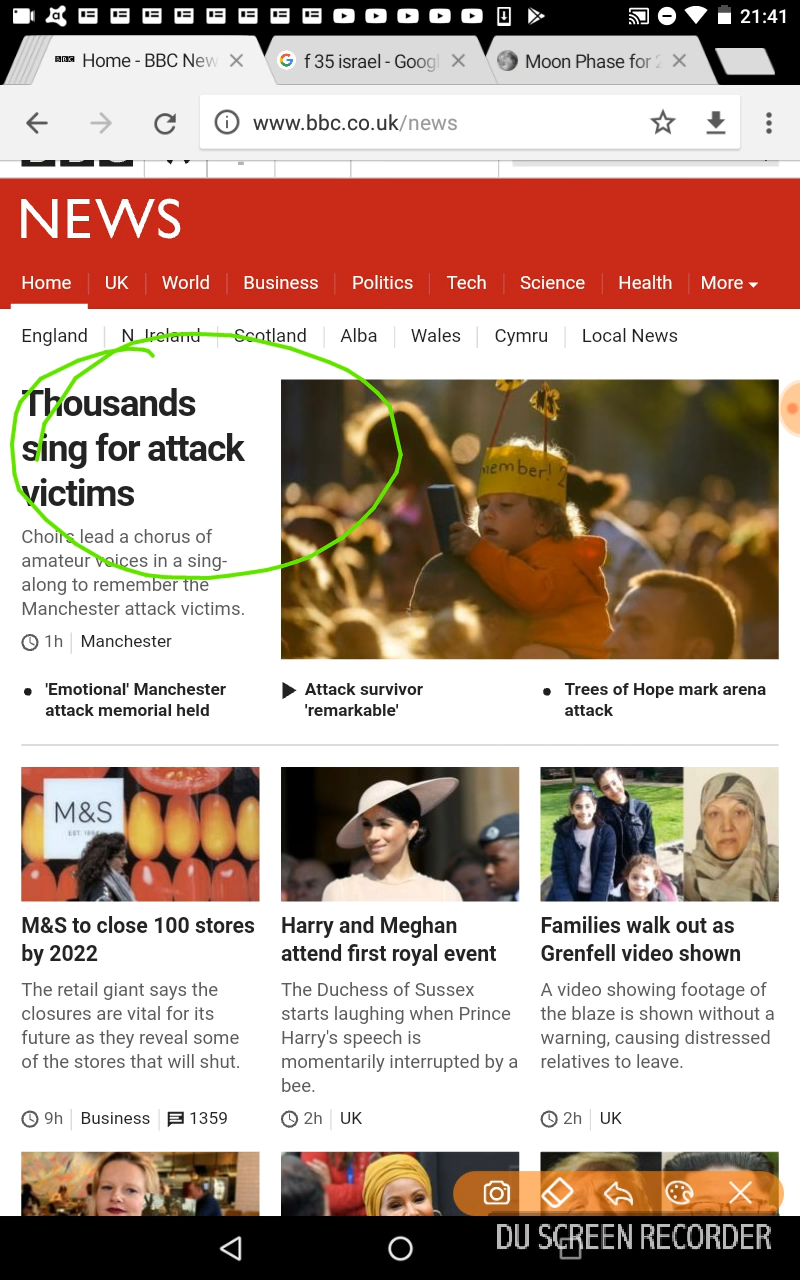 21:41
Home - BBC New
f 35 israel - Googl
Moon Phase for 2
www.bbc.co.uk/news
NEWS
Home UK World Business Politics Tech Science Health More
England N. Ireland Scotland Alba Wales Cymru Local News
Thousands
sing for attack
victims
Choirs lead a chorus of
amateur voices in a sing-
along to remember the
Manchester attack victims.
1h Manchester
member! 2
'Emotional' Manchester
attack memorial held
Attack survivor
'remarkable'
Trees of Hope mark arena
attack
M&S
EST. 1884
M&S to close 100 stores
by 2022
The retail giant says the
closures are vital for its
future as they reveal some
of the stores that will shut.
9h Business 1359
Harry and Meghan
attend first royal event
The Duchess of Sussex
starts laughing when Prince
Harry's speech is
momentarily interrupted by a
bee.
2h UK
Families walk out as
Grenfell video shown
A video showing footage of
the blaze is shown without a
warning, causing distressed
relatives to leave.
2h UK
DU SCREEN RECORDER